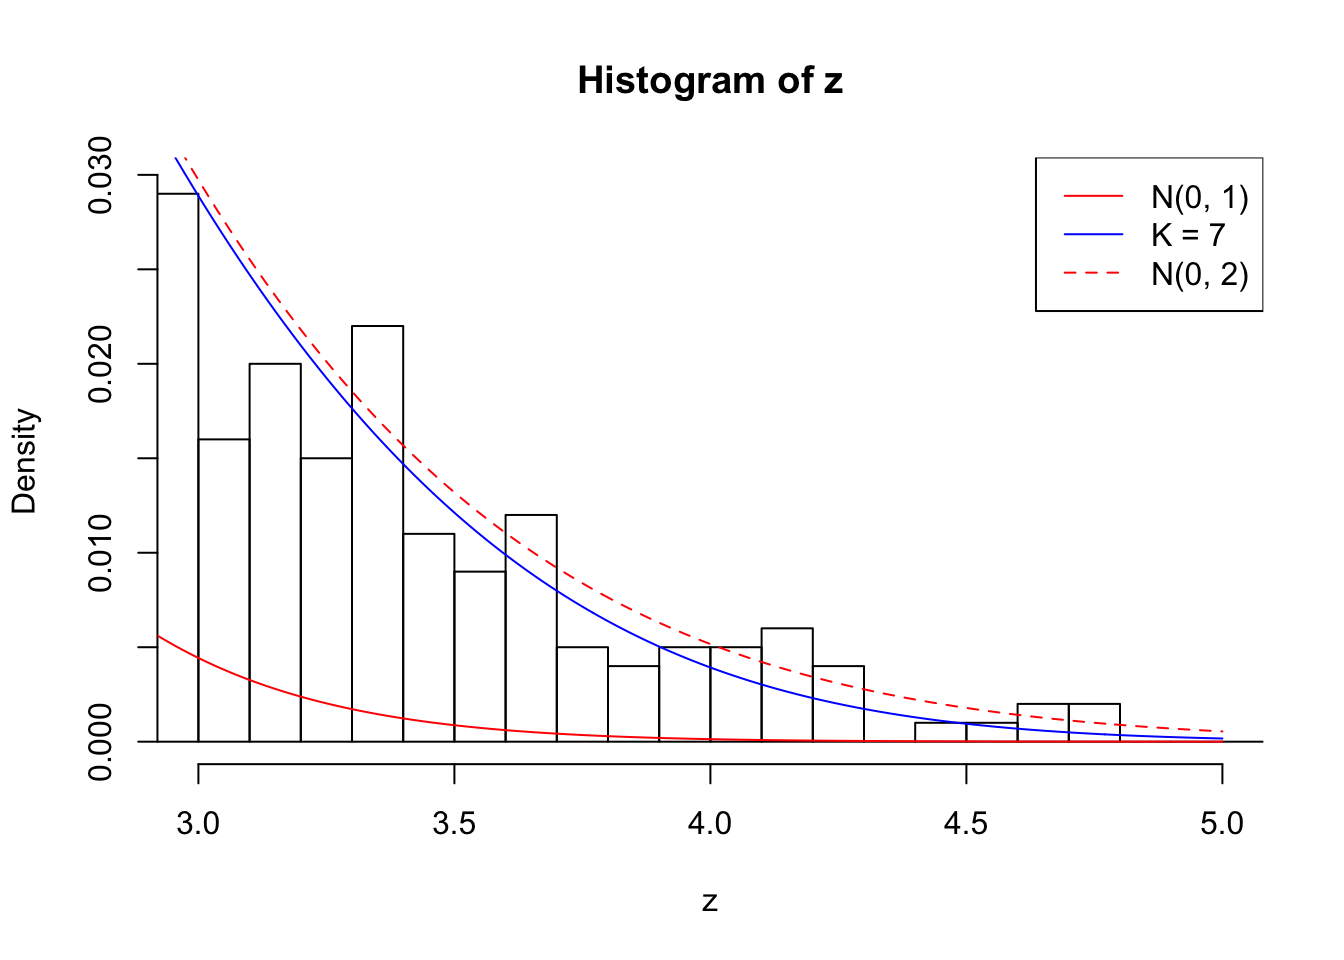 Histogram of z
N(0, 1)
K = 7
N(0, 2)
Density
0.030
0.020
0.010
0.000
3.0 3.5 4.0 4.5 5.0
z